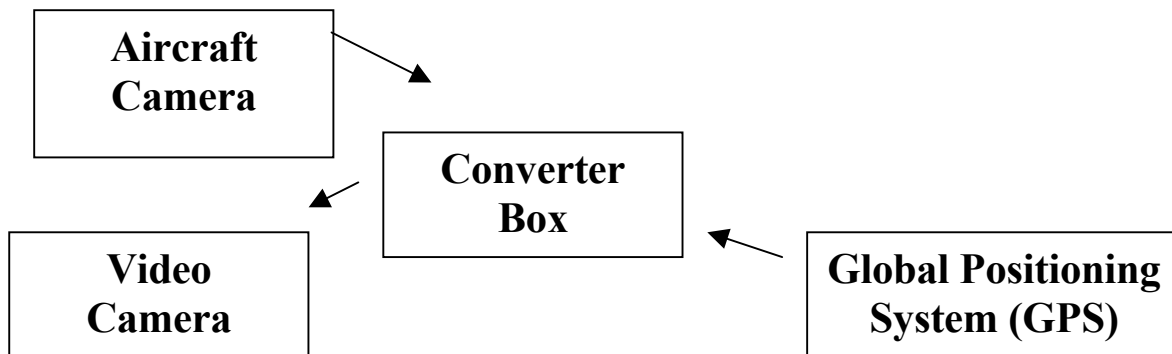 Aircraft
Camera
Converter
Box
Video
Camera
Global Positioning
System (GPS)